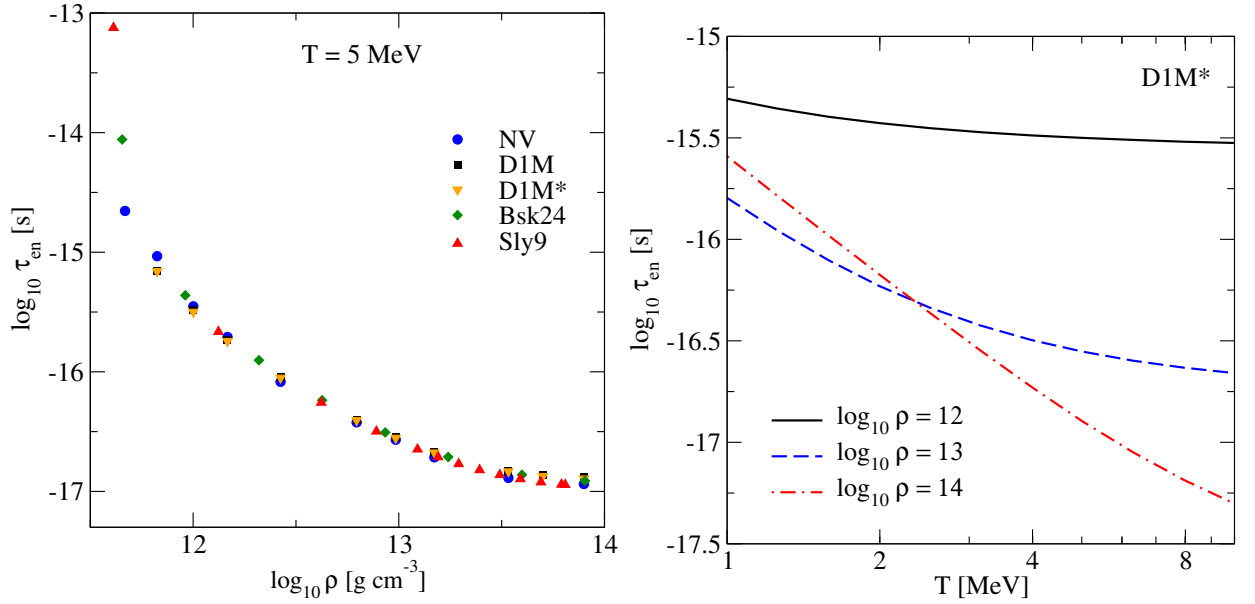 -13
-14
-15
-16
-17
log₁₀ τₑₙ [s]
T = 5 MeV
NV
D1M
D1M*
Bsk24
Sly9
12
13
14
log₁₀ ρ [g cm⁻³]
-15
-15.5
-16
-16.5
-17
-17.5
log₁₀ τₑₙ [s]
D1M*
log₁₀ ρ = 12
log₁₀ ρ = 13
log₁₀ ρ = 14
1
2
4
8
T [MeV]